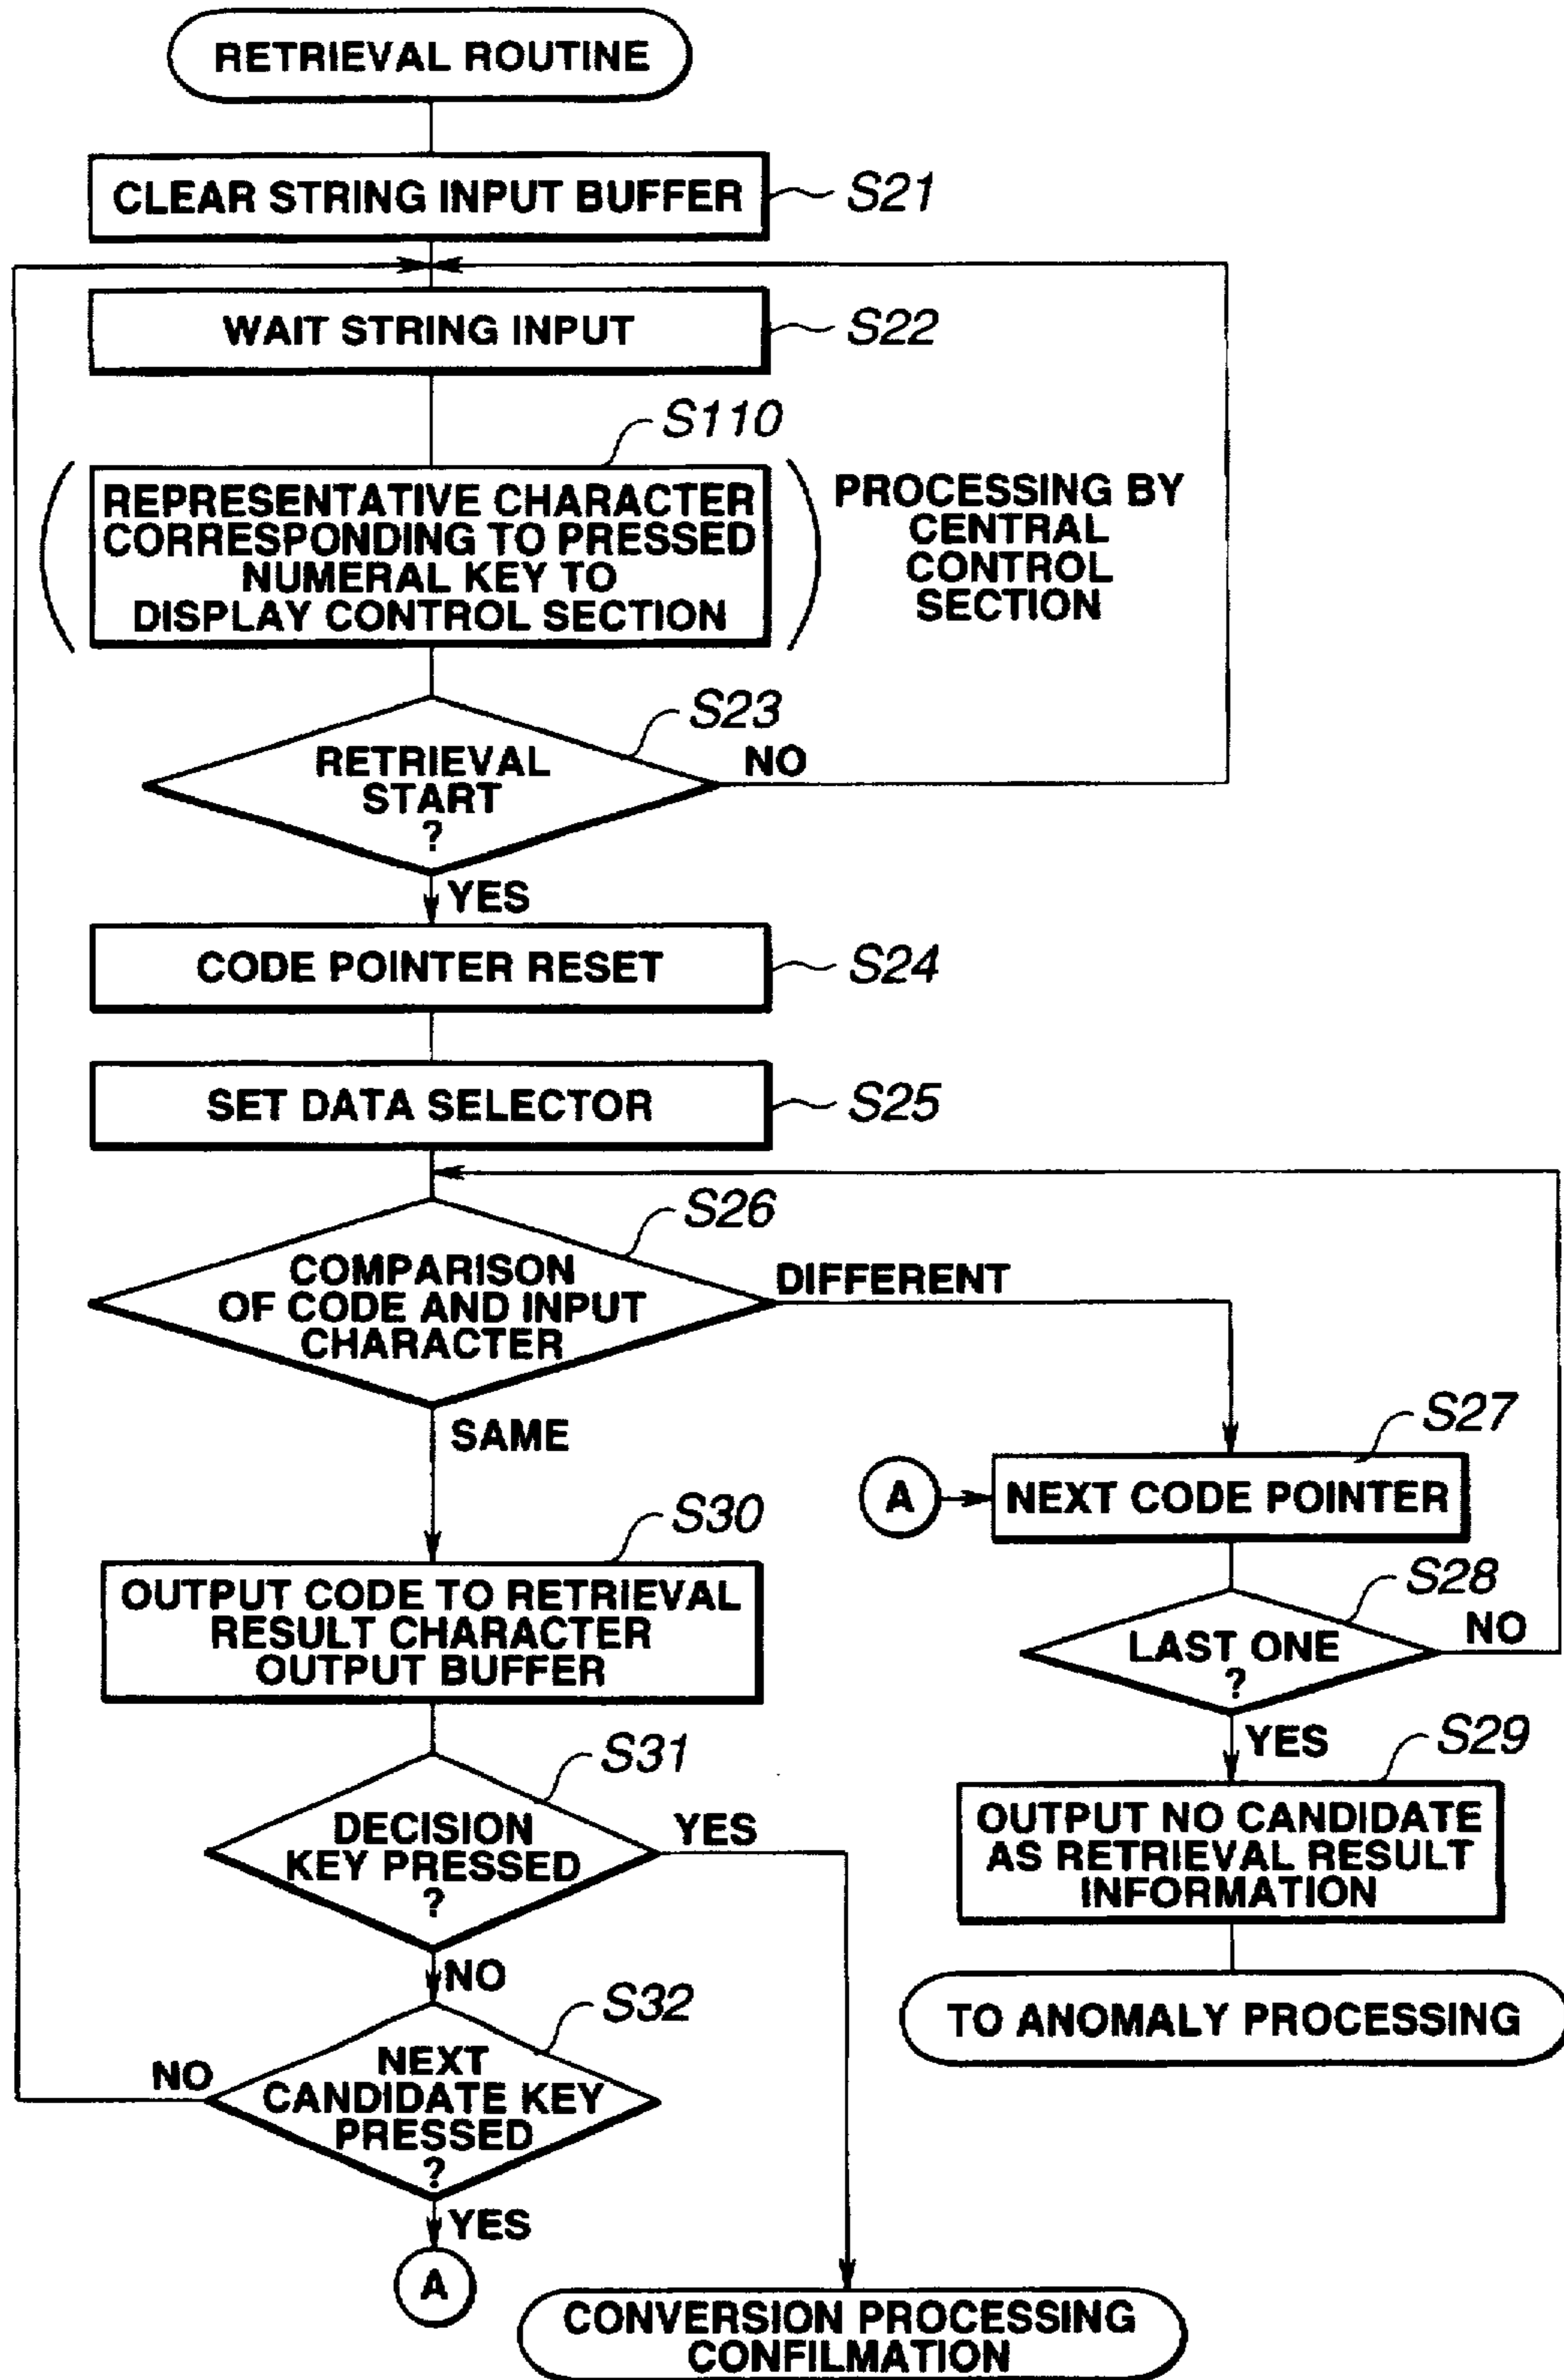 RETRIEVAL ROUTINE
CLEAR STRING INPUT BUFFER
S21
WAIT STRING INPUT
S22
S110
REPRESENTATIVE CHARACTER
CORRESPONDING TO PRESSED
NUMERAL KEY TO
DISPLAY CONTROL SECTION
PROCESSING BY
CENTRAL
CONTROL
SECTION
S23
RETRIEVAL
START
?
NO
YES
CODE POINTER RESET
S24
SET DATA SELECTOR
S25
S26
COMPARISON
OF CODE AND INPUT
CHARACTER
DIFFERENT
SAME
S27
A
NEXT CODE POINTER
S28
LAST ONE
?
NO
YES
S29
OUTPUT NO CANDIDATE
AS RETRIEVAL RESULT
INFORMATION
TO ANOMALY PROCESSING
S30
OUTPUT CODE TO RETRIEVAL
RESULT CHARACTER
OUTPUT BUFFER
S31
DECISION
KEY PRESSED
?
YES
NO
S32
NEXT
CANDIDATE KEY
PRESSED
?
NO
YES
A
CONVERSION PROCESSING
CONFILMATION